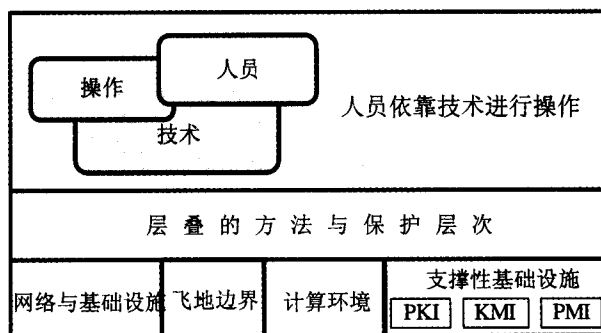 人员
操作
技术
人员依靠技术进行操作
层叠的方法与保护层次
网络与基础设施
飞地边界
计算环境
支撑性基础设施
PKI KMI PMI